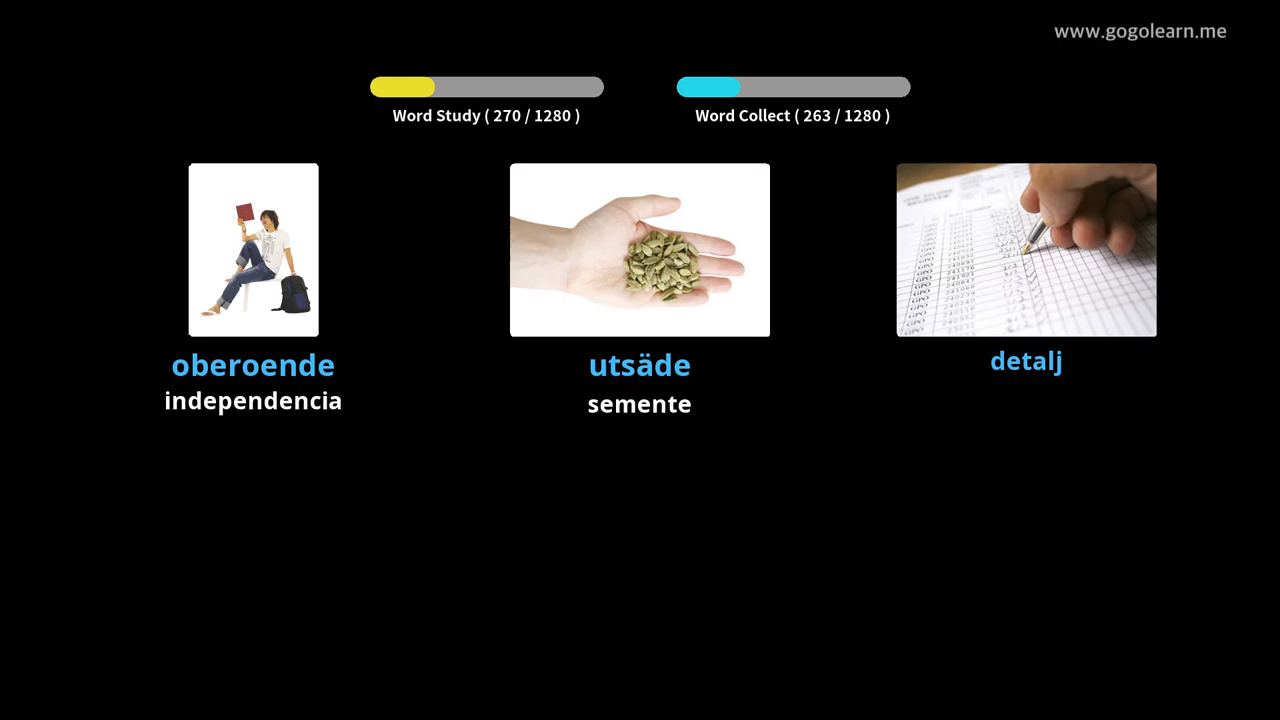 www.gogolearn.me
Word Study ( 270 / 1280 )
Word Collect ( 263 / 1280 )
oberoende
independencia
utsäde
semente
detalj